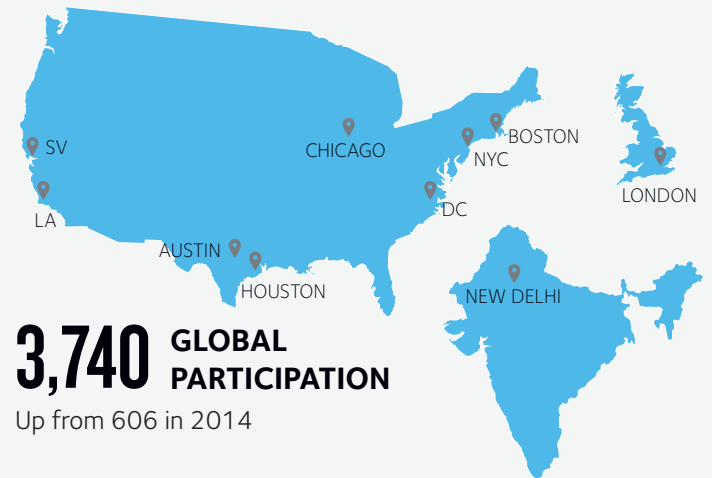 BOSTON
SV
CHICAGO
NYC
LONDON
DC
LA
AUSTIN
HOUSTON
NEW DELHI
3,740 GLOBAL
PARTICIPATION
Up from 606 in 2014